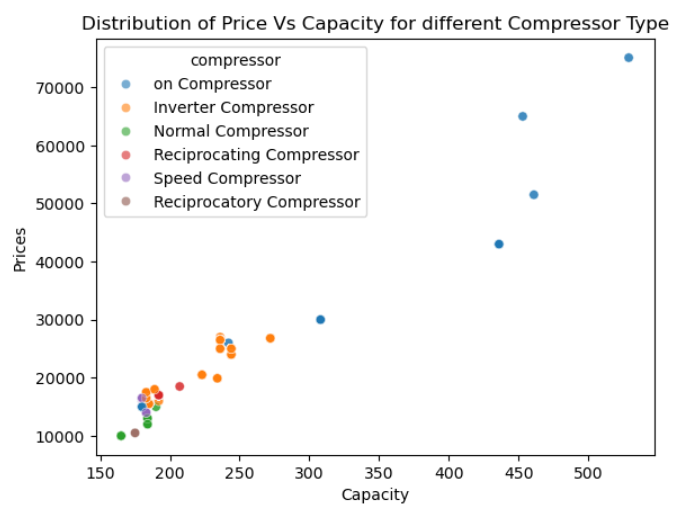 Distribution of Price Vs Capacity for different Compressor Type
compressor
on Compressor
Inverter Compressor
Normal Compressor
Reciprocating Compressor
Speed Compressor
Reciprocatory Compressor
Prices
70000
60000
50000
40000
30000
20000
10000
150 200 250 300 350 400 450 500
Capacity